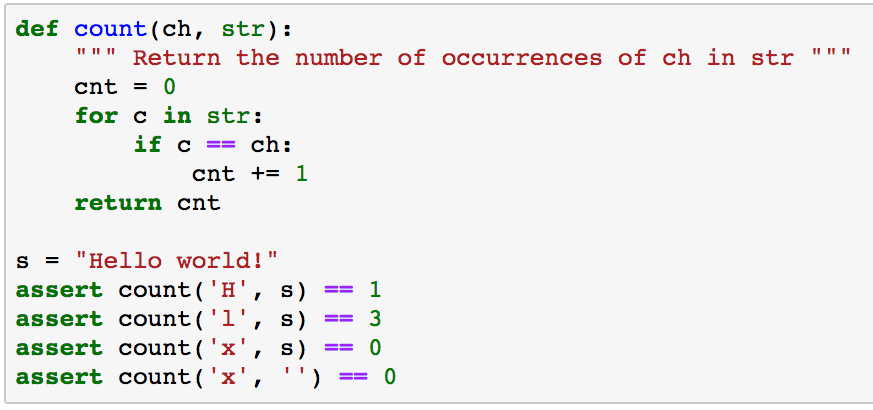 def count(ch, str):
    """ Return the number of occurrences of ch in str """
    cnt = 0
    for c in str:
        if c == ch:
            cnt += 1
    return cnt

s = "Hello world!"
assert count('H', s) == 1
assert count('l', s) == 3
assert count('x', s) == 0
assert count('x', '') == 0